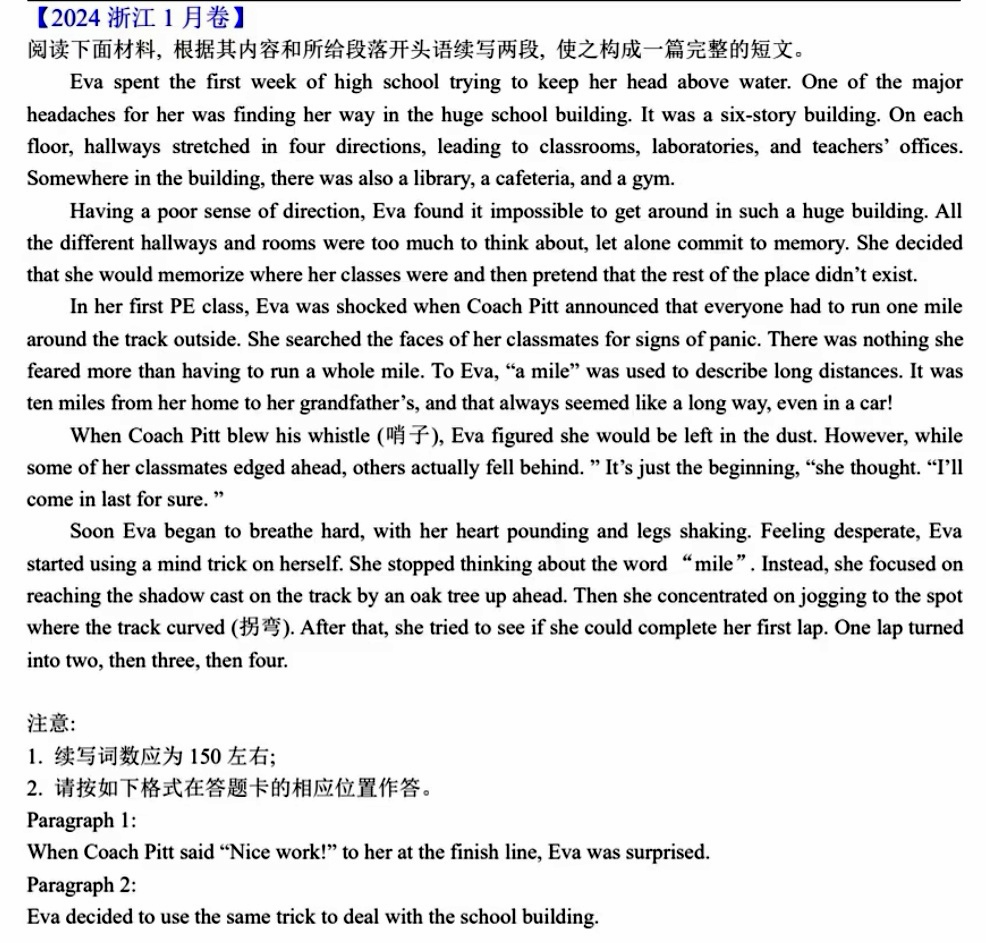 【2024 浙江 1 月卷】
阅读下面材料, 根据其内容和所给段落开头语续写两段, 使之构成一篇完整的短文。
Eva spent the first week of high school trying to keep her head above water. One of the major
headaches for her was finding her way in the huge school building. It was a six-story building. On each
floor, hallways stretched in four directions, leading to classrooms, laboratories, and teachers’ offices.
Somewhere in the building, there was also a library, a cafeteria, and a gym.
Having a poor sense of direction, Eva found it impossible to get around in such a huge building. All
the different hallways and rooms were too much to think about, let alone commit to memory. She decided
that she would memorize where her classes were and then pretend that the rest of the place didn’t exist.
In her first PE class, Eva was shocked when Coach Pitt announced that everyone had to run one mile
around the track outside. She searched the faces of her classmates for signs of panic. There was nothing she
feared more than having to run a whole mile. To Eva, “a mile” was used to describe long distances. It was
ten miles from her home to her grandfather’s, and that always seemed like a long way, even in a car!
When Coach Pitt blew his whistle (哨子), Eva figured she would be left in the dust. However, while
some of her classmates edged ahead, others actually fell behind. ” It’s just the beginning, “she thought. “I’ll
come in last for sure. ”
Soon Eva began to breathe hard, with her heart pounding and legs shaking. Feeling desperate, Eva
started using a mind trick on herself. She stopped thinking about the word “mile”. Instead, she focused on
reaching the shadow cast on the track by an oak tree up ahead. Then she concentrated on jogging to the spot
where the track curved (拐弯). After that, she tried to see if she could complete her first lap. One lap turned
into two, then three, then four.
注意:
1. 续写词数应为 150 左右;
2. 请按如下格式在答题卡的相应位置作答。
Paragraph 1:
When Coach Pitt said “Nice work!” to her at the finish line, Eva was surprised.
Paragraph 2:
Eva decided to use the same trick to deal with the school building.